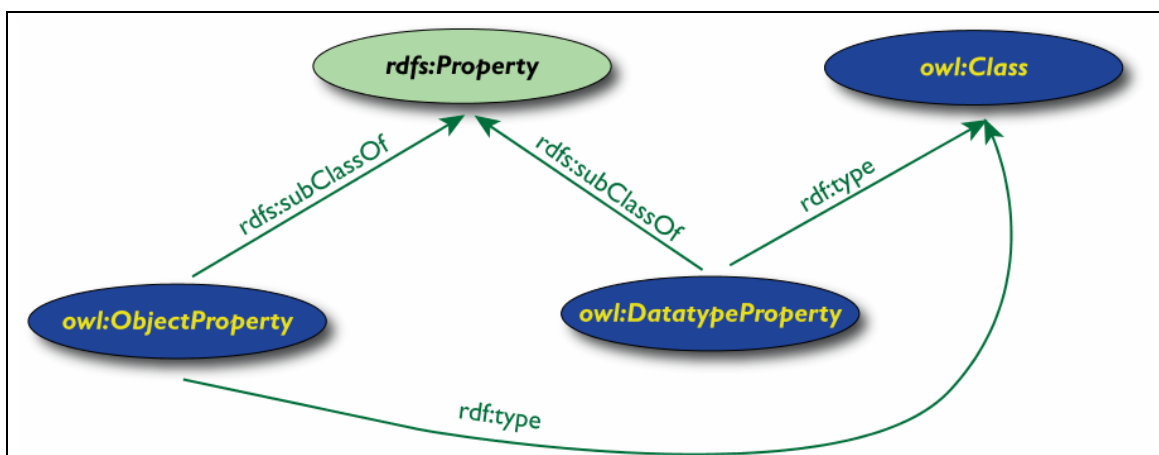 rdfs:Property
owl:Class
rdfs:subClassOf
rdfs:subClassOf
rdf:type
owl:ObjectProperty
owl:DatatypeProperty
rdf:type